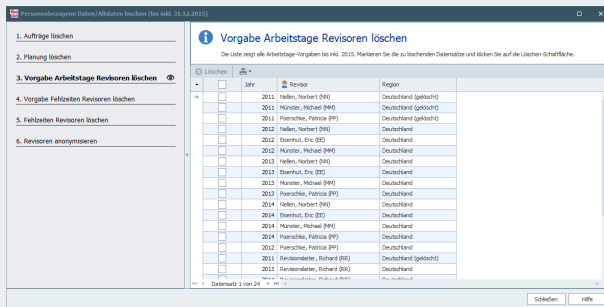 Personenbezogene Daten/Altdaten löschen (bis inkl. 31.12.2015)
1. Aufträge löschen
2. Planung löschen
3. Vorgabe Arbeitstage Revisoren löschen
4. Vorgabe Fehlzeiten Revisoren löschen
5. Fehlzeiten Revisoren löschen
6. Revisoren anonymisieren
Vorgabe Arbeitstage Revisoren löschen
Die Liste zeigt alle Arbeitstage-Vorgaben bis inkl. 2015. Markieren Sie die zu löschenden Datensätze und klicken Sie auf die Löschen-Schaltfläche.
Löschen
Jahr Revisor Region
2011 Nellen, Norbert (NN) Deutschland (gelöscht)
2011 Münster, Michael (MM) Deutschland (gelöscht)
2011 Poerschke, Patricia (PP) Deutschland (gelöscht)
2012 Nellen, Norbert (NN) Deutschland
2012 Eisenhut, Eric (EE) Deutschland
2012 Münster, Michael (MM) Deutschland
2013 Nellen, Norbert (NN) Deutschland
2013 Eisenhut, Eric (EE) Deutschland
2013 Münster, Michael (MM) Deutschland
2013 Poerschke, Patricia (PP) Deutschland
2014 Nellen, Norbert (NN) Deutschland
2014 Eisenhut, Eric (EE) Deutschland
2014 Münster, Michael (MM) Deutschland
2014 Poerschke, Patricia (PP) Deutschland
2012 Poerschke, Patricia (PP) Deutschland
2011 Revisionsleiter, Richard (RR) Deutschland (gelöscht)
2013 Revisionsleiter, Richard (RR) Deutschland
Datensatz 1 von 24
Schließen Hilfe